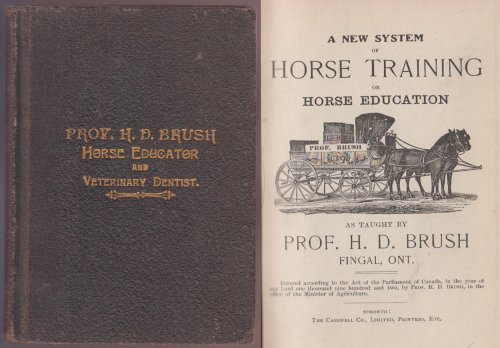 PROF. H. D. BRUSH
HORSE EDUCATOR
AND
VETERINARY DENTIST.
A NEW SYSTEM
OF
HORSE TRAINING
OR
HORSE EDUCATION
PROF. BRUSH
AS TAUGHT BY
PROF. H. D. BRUSH
FINGAL, ONT.
Entered according to the Act of the Parliament of Canada, in the year of
our Lord one thousand nine hundred and two, by PROF. H. D. BRUSH, in the
office of the Minister of Agriculture.
TORONTO:
THE CARSWELL CO., LIMITED, PRINTERS, ETC.